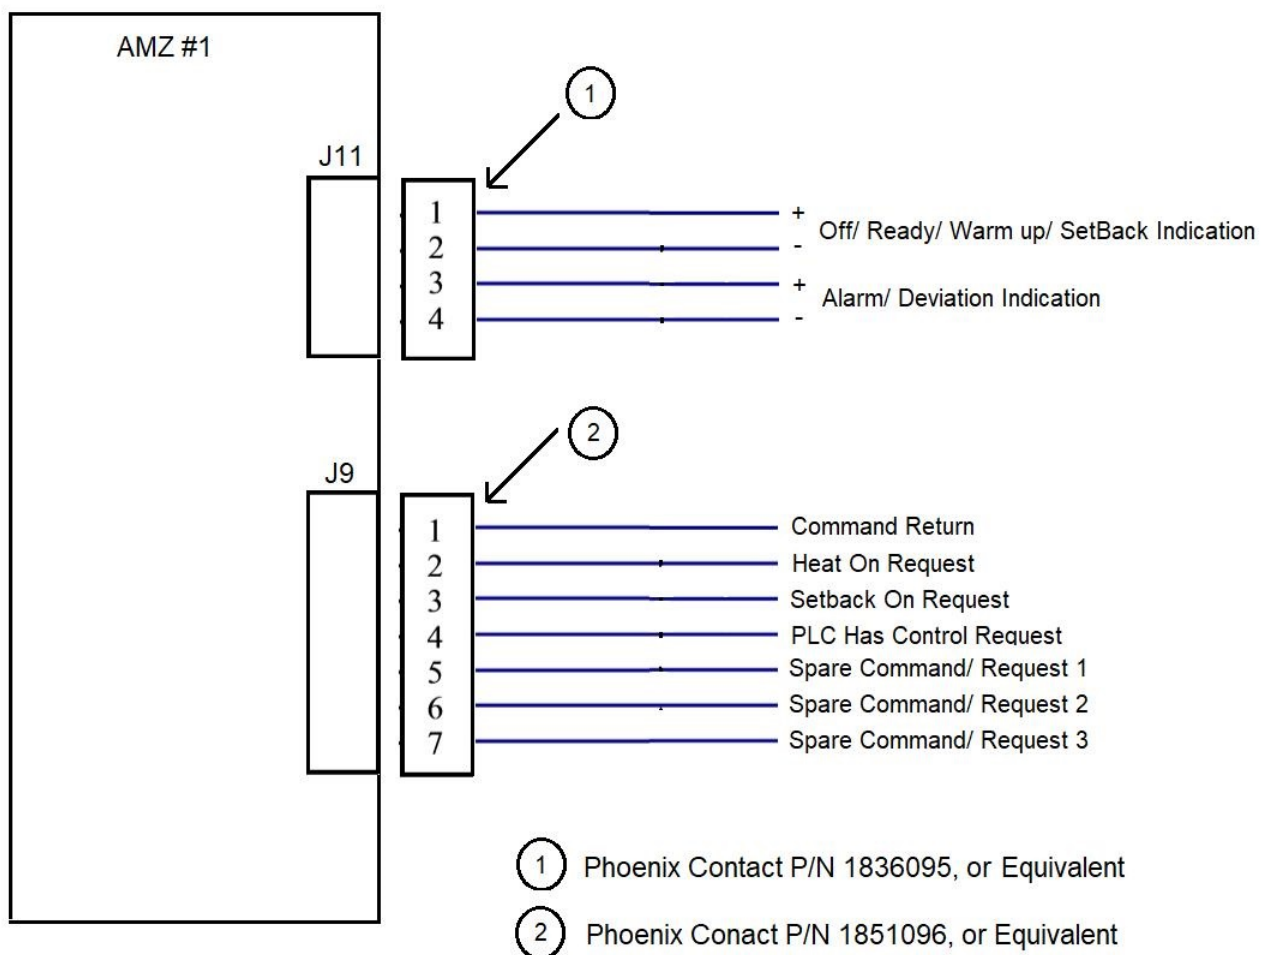 AMZ #1
1
J11
1 +
Off/ Ready/ Warm up/ SetBack Indication
2 -
3 +
Alarm/ Deviation Indication
4 -
2
J9
1 Command Return
2 Heat On Request
3 Setback On Request
4 PLC Has Control Request
5 Spare Command/ Request 1
6 Spare Command/ Request 2
7 Spare Command/ Request 3
1 Phoenix Contact P/N 1836095, or Equivalent
2 Phoenix Conact P/N 1851096, or Equivalent